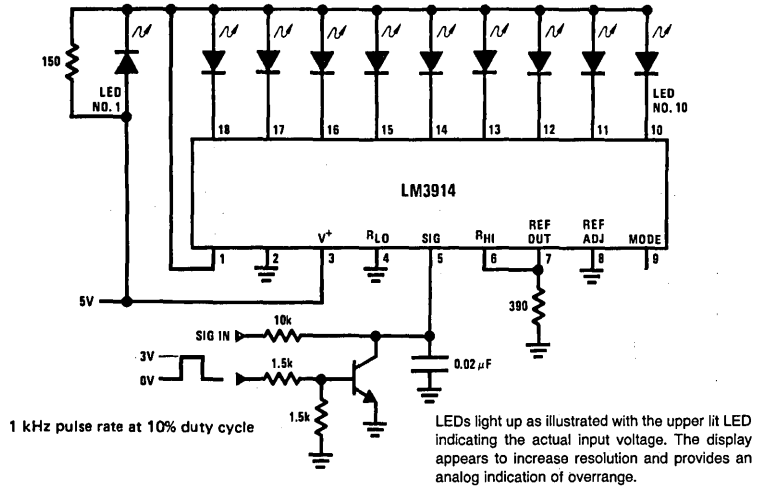 150
LED
NO. 1
LED
NO. 10
18 17 16 15 14 13 12 11 10
LM3914
V+ RLO SIG RHI REF OUT REF ADJ MODE
1 2 3 4 5 6 7 8 9
5V
390
SIG IN
10k
3V
0V
1.5k
0.02 µF
1.5k
1 kHz pulse rate at 10% duty cycle
LEDs light up as illustrated with the upper lit LED
indicating the actual input voltage. The display
appears to increase resolution and provides an
analog indication of overrange.